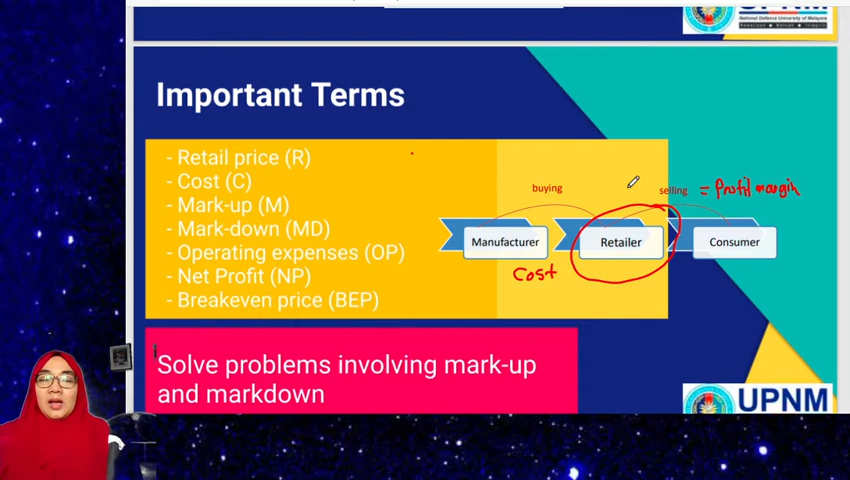 UPNM
National Defence University of Malaysia
Important Terms
- Retail price (R)
- Cost (C)
- Mark-up (M)
- Mark-down (MD)
- Operating expenses (OP)
- Net Profit (NP)
- Breakeven price (BEP)
buying
selling = Profit margin
Manufacturer
Retailer
Consumer
Cost
Solve problems involving mark-up
and markdown
UPNM